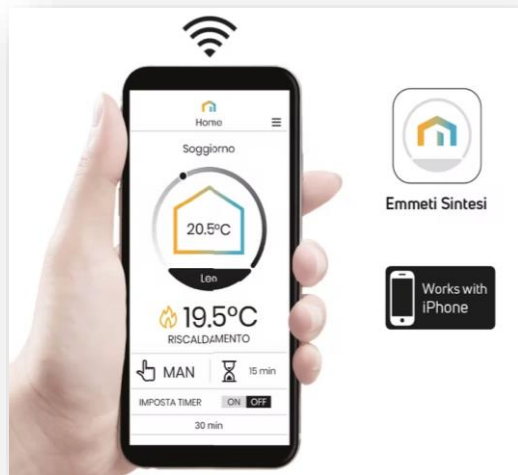 Home
Soggiorno
20.5°C
Leo
19.5°C
RISCALDAMENTO
MAN
15 min
IMPOSTA TIMER
ON OFF
30 min
Emmeti Sintesi
Works with
iPhone